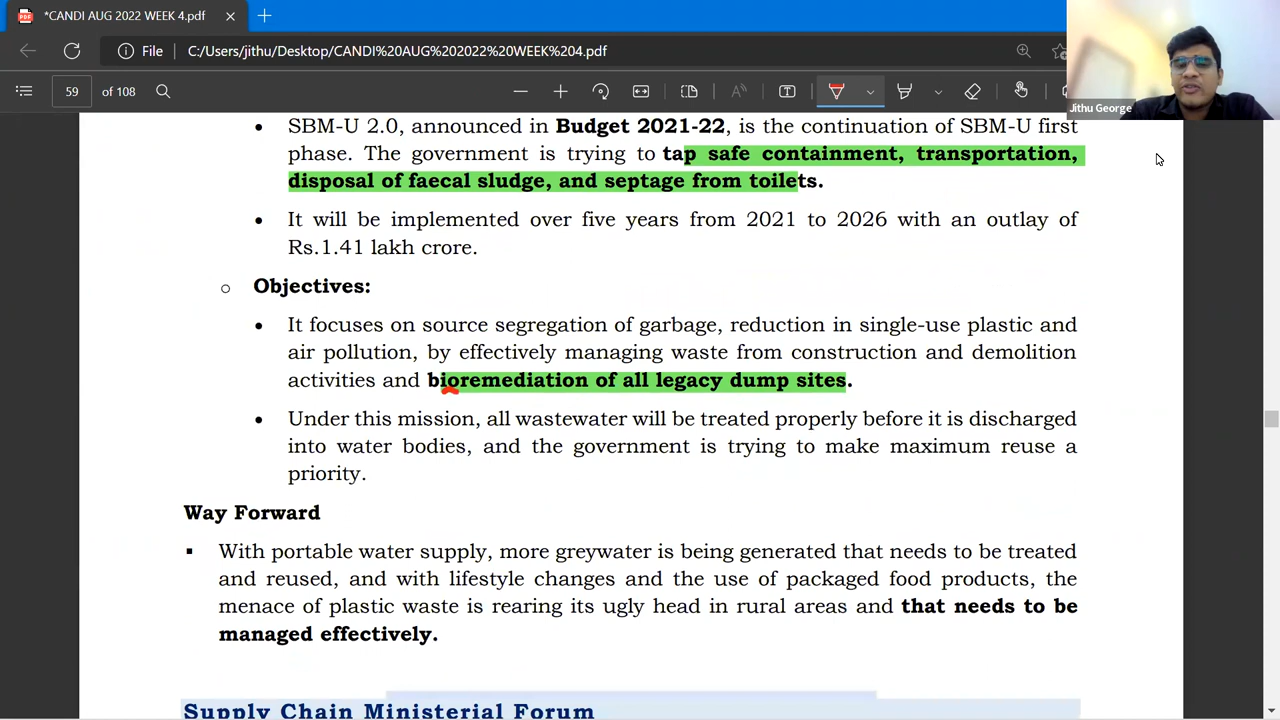 *CANDI AUG 2022 WEEK 4.pdf
File C:/Users/jithu/Desktop/CANDI%20AUG%202022%20WEEK%204.pdf
59 of 108
Jithu George
• SBM-U 2.0, announced in Budget 2021-22, is the continuation of SBM-U first
phase. The government is trying to tap safe containment, transportation,
disposal of faecal sludge, and septage from toilets.
• It will be implemented over five years from 2021 to 2026 with an outlay of
Rs.1.41 lakh crore.
o Objectives:
• It focuses on source segregation of garbage, reduction in single-use plastic and
air pollution, by effectively managing waste from construction and demolition
activities and bioremediation of all legacy dump sites.
• Under this mission, all wastewater will be treated properly before it is discharged
into water bodies, and the government is trying to make maximum reuse a
priority.
Way Forward
▪ With portable water supply, more greywater is being generated that needs to be treated
and reused, and with lifestyle changes and the use of packaged food products, the
menace of plastic waste is rearing its ugly head in rural areas and that needs to be
managed effectively.
Supply Chain Ministerial Forum